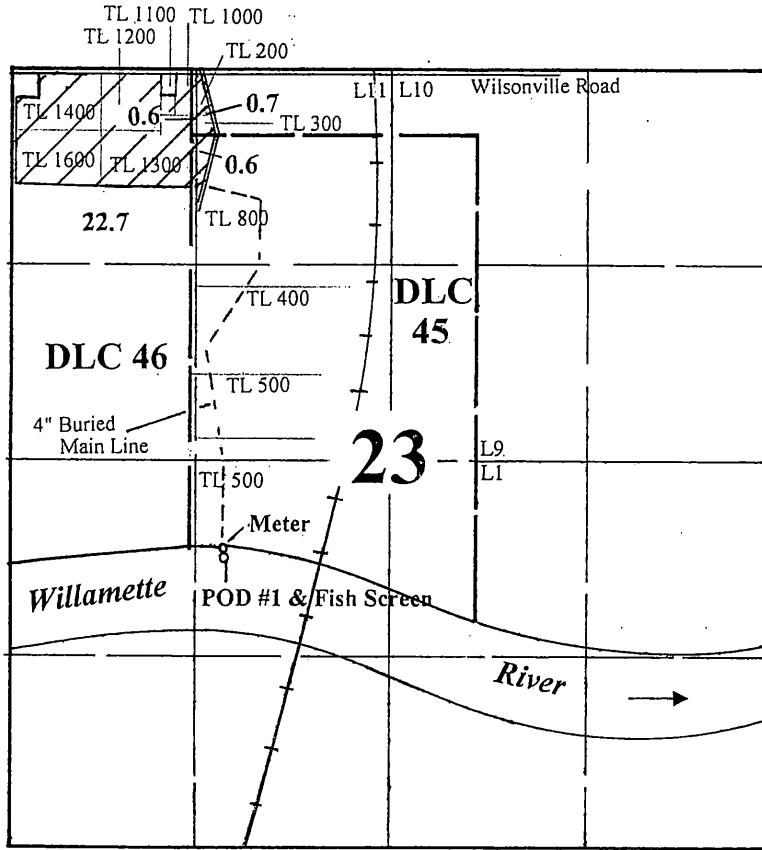 TL 1100 TL 1000
TL 1200
TL 200
L11 L10 Wilsonville Road
TL 1400
0.6
0.7
TL 300
TL 1600 TL 1300
0.6
22.7
TL 800
TL 400
DLC
45
DLC 46
TL 500
4" Buried
Main Line
23
L9
L1
TL 500
Meter
Willamette
POD #1 & Fish Screen
River